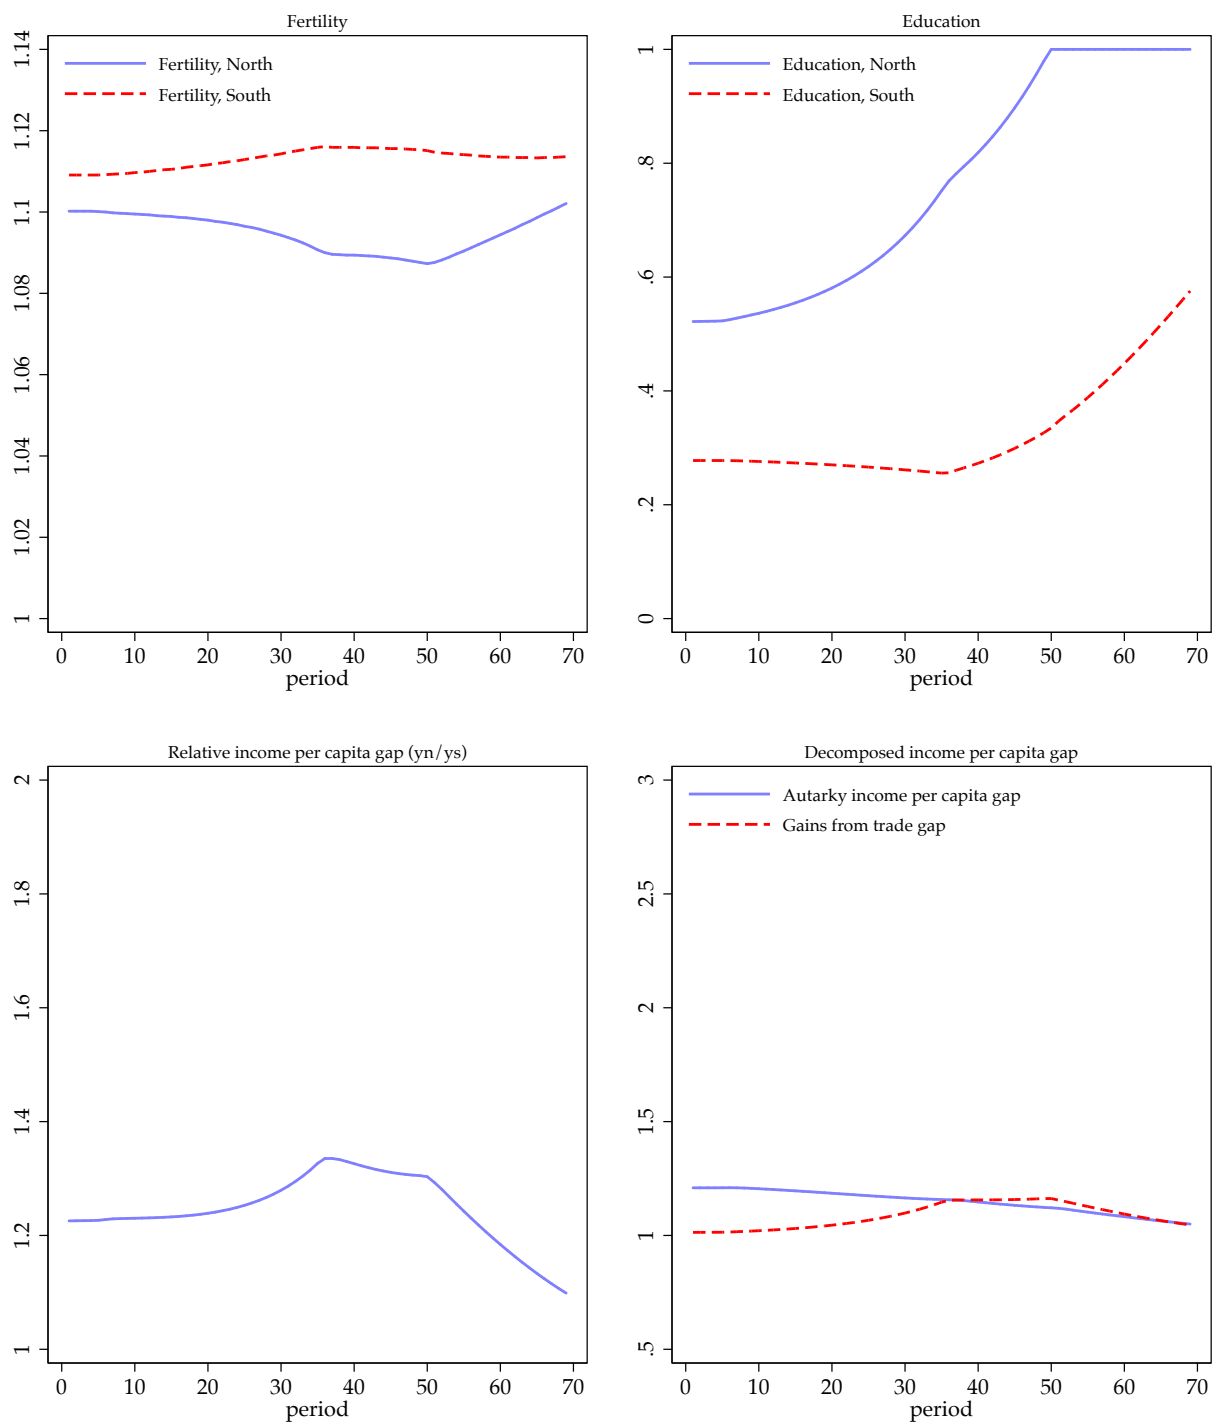 Fertility
Fertility, North
Fertility, South
1.14
1.12
1.1
1.08
1.06
1.04
1.02
1
0 10 20 30 40 50 60 70
period
Education
Education, North
Education, South
1
.8
.6
.4
.2
0
0 10 20 30 40 50 60 70
period
Relative income per capita gap (yn/ys)
2
1.8
1.6
1.4
1.2
1
0 10 20 30 40 50 60 70
period
Decomposed income per capita gap
Autarky income per capita gap
Gains from trade gap
3
2.5
2
1.5
1
.5
0 10 20 30 40 50 60 70
period